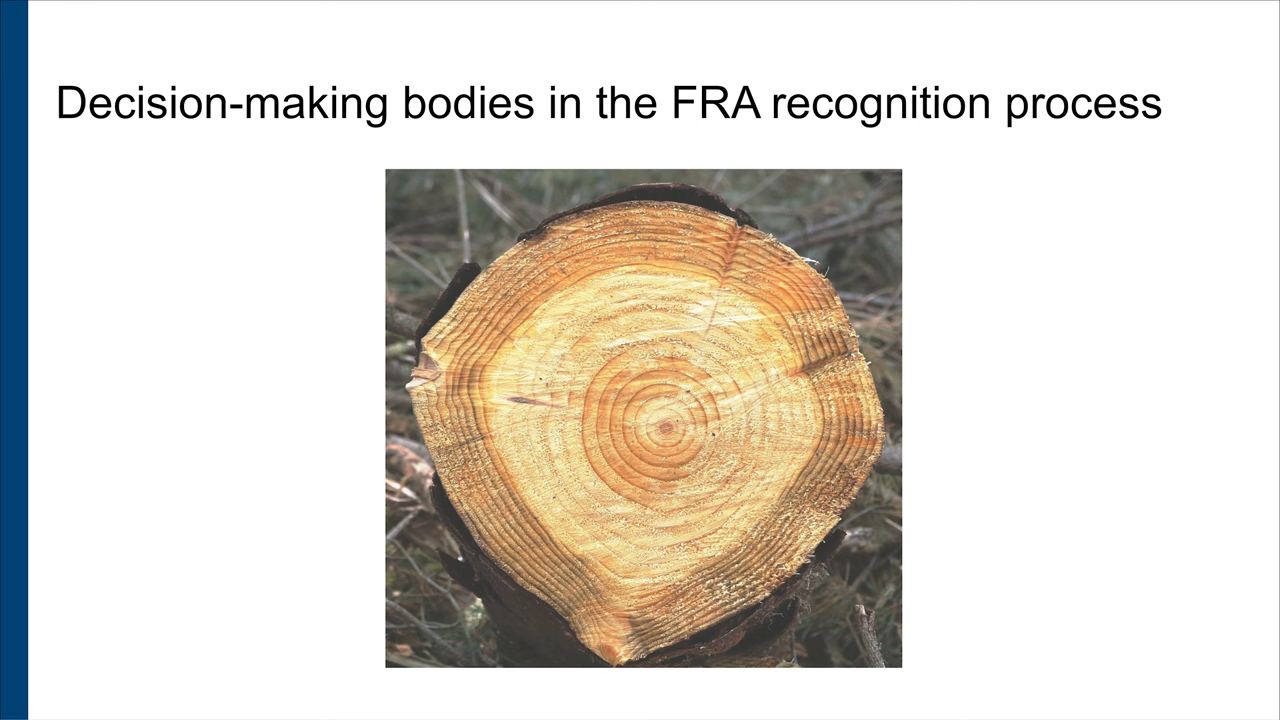 Decision-making bodies in the FRA recognition process